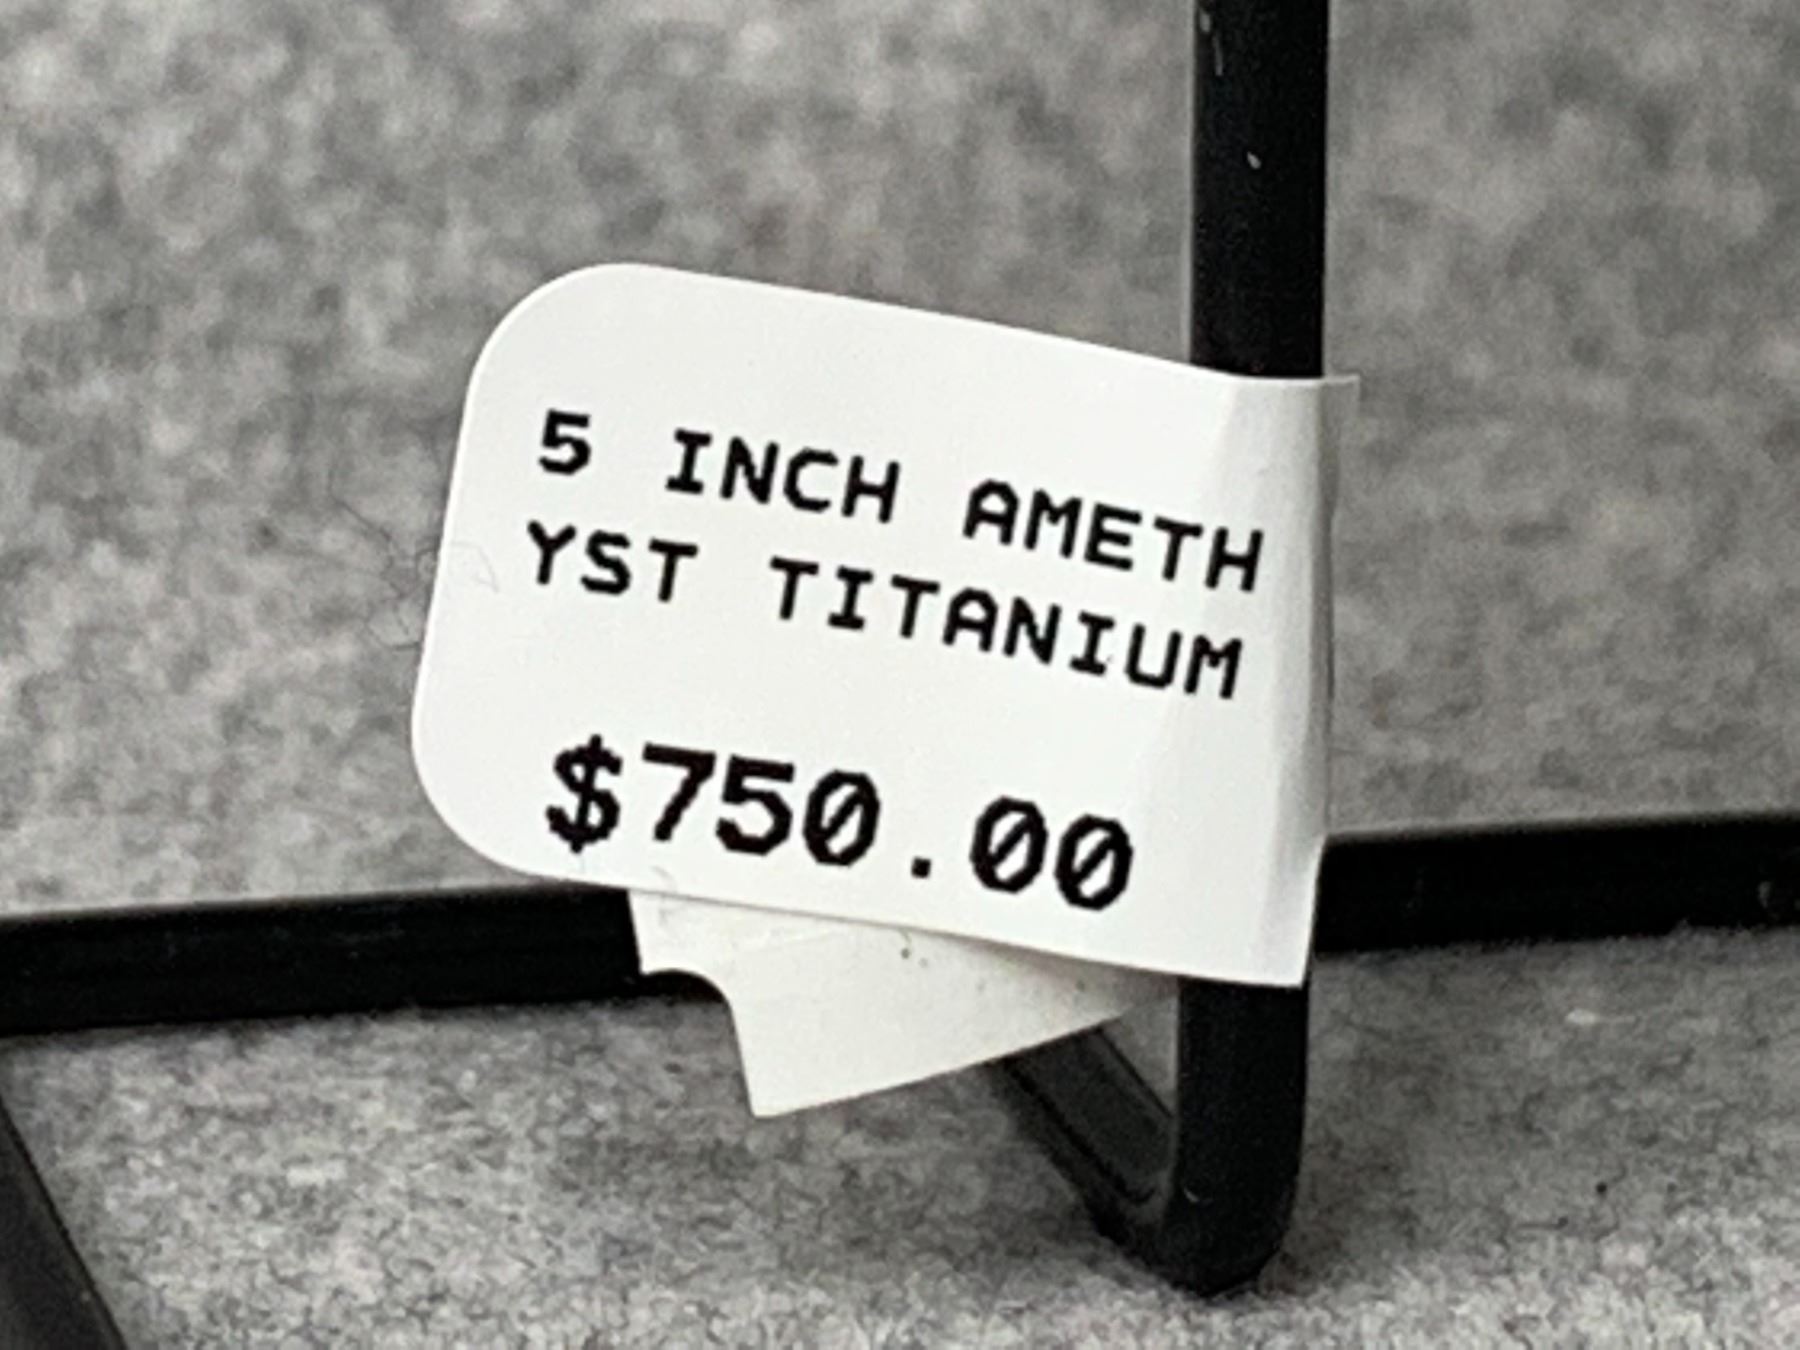 5 INCH AMETH
YST TITANIUM
$750.00